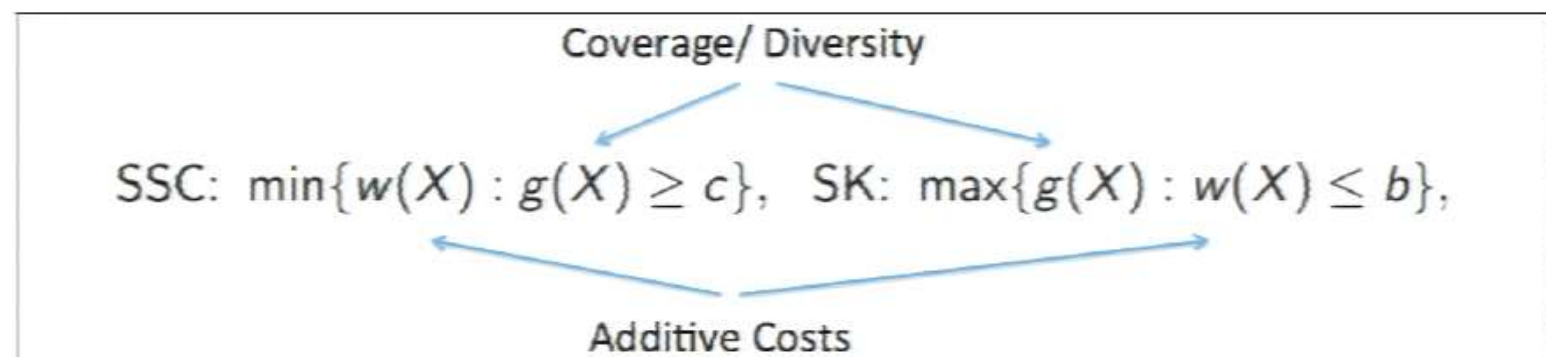 Coverage/ Diversity
SSC: min{w(X) : g(X) ≥ c}, SK: max{g(X) : w(X) ≤ b},
Additive Costs